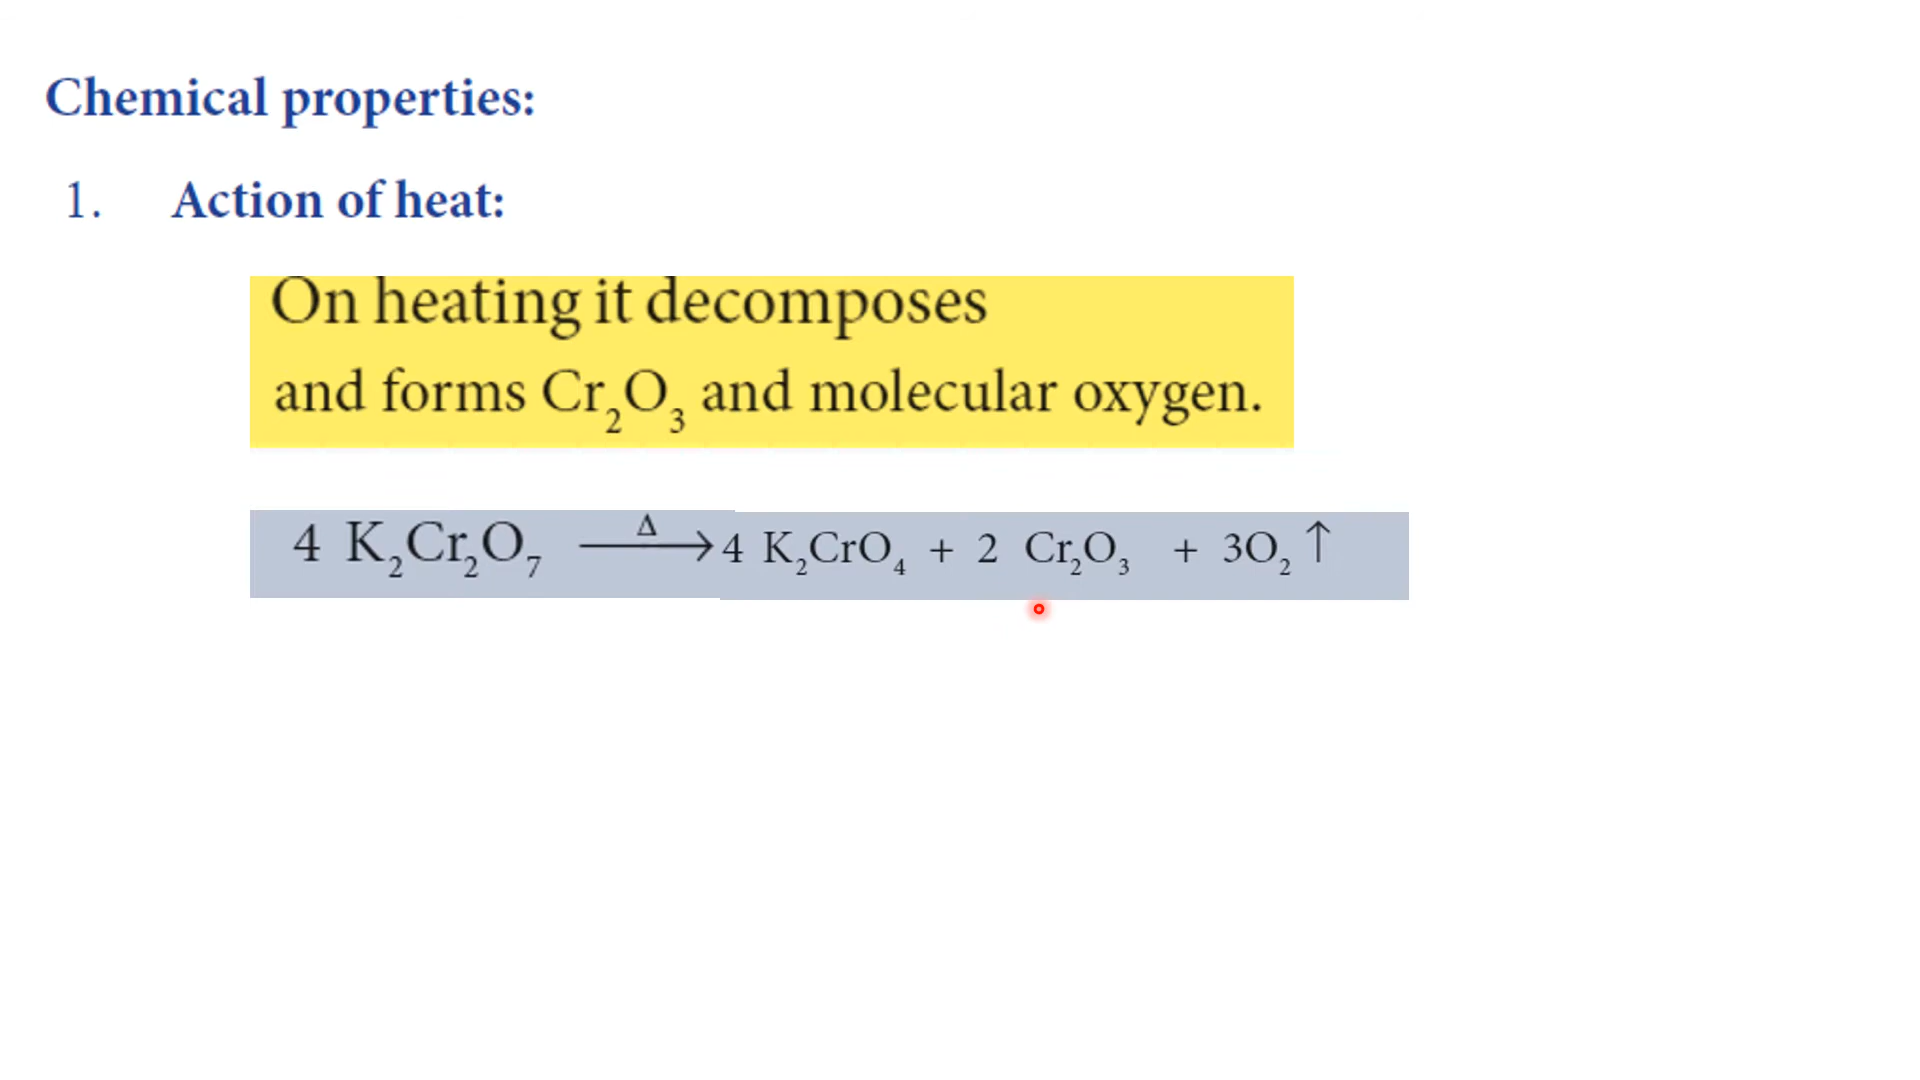 Chemical properties:
1. Action of heat:
On heating it decomposes
and forms Cr₂O₃ and molecular oxygen.
4 K₂Cr₂O₇ —Δ→ 4 K₂CrO₄ + 2 Cr₂O₃ + 3O₂ ↑